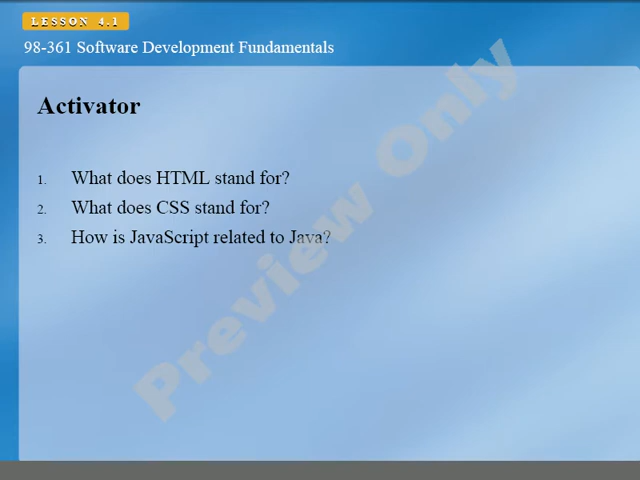 LESSON 4.1
98-361 Software Development Fundamentals
Activator
1. What does HTML stand for?
2. What does CSS stand for?
3. How is JavaScript related to Java?
Preview Only